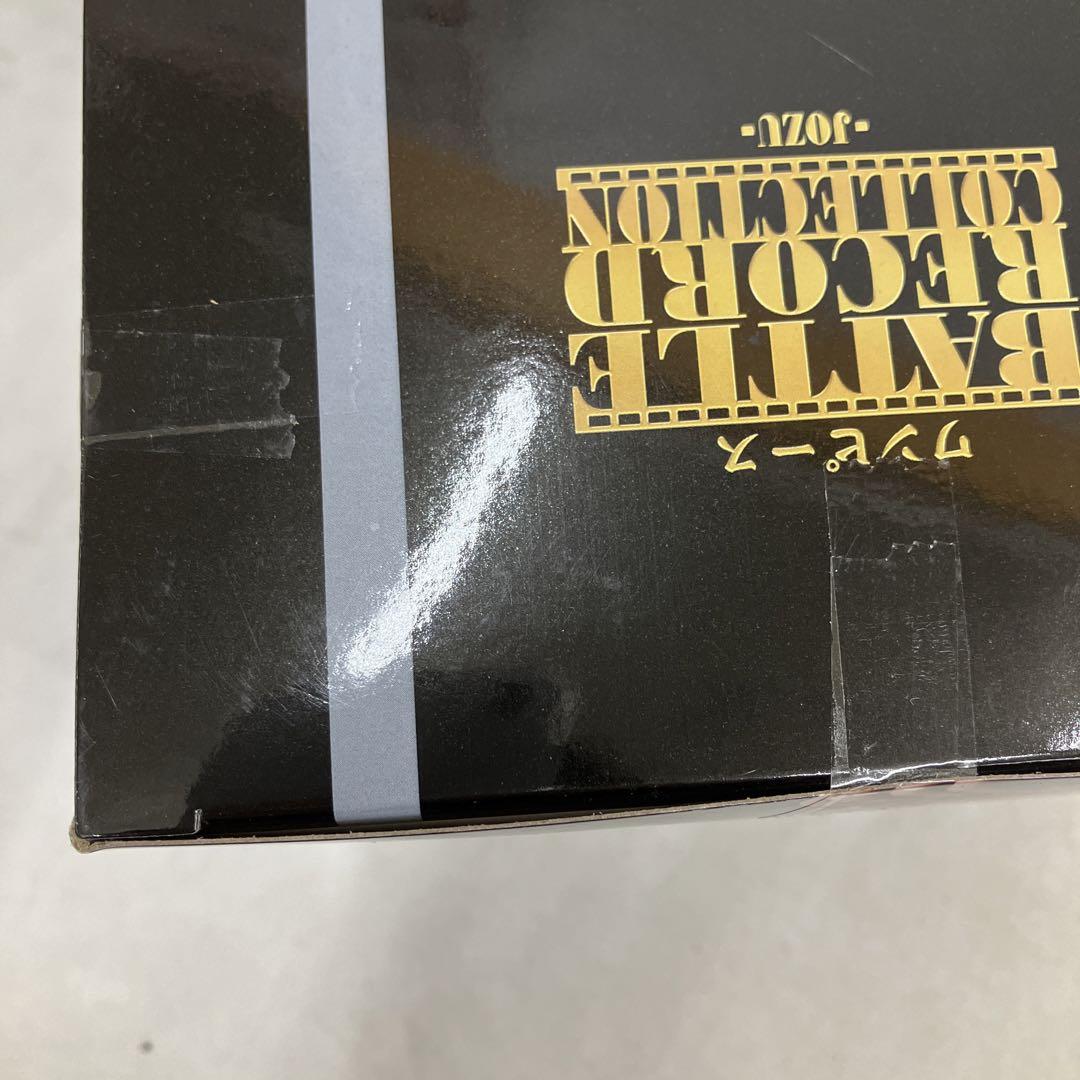 ワンピース
BATTLE
RECORD
COLLECTION
-JOZU-